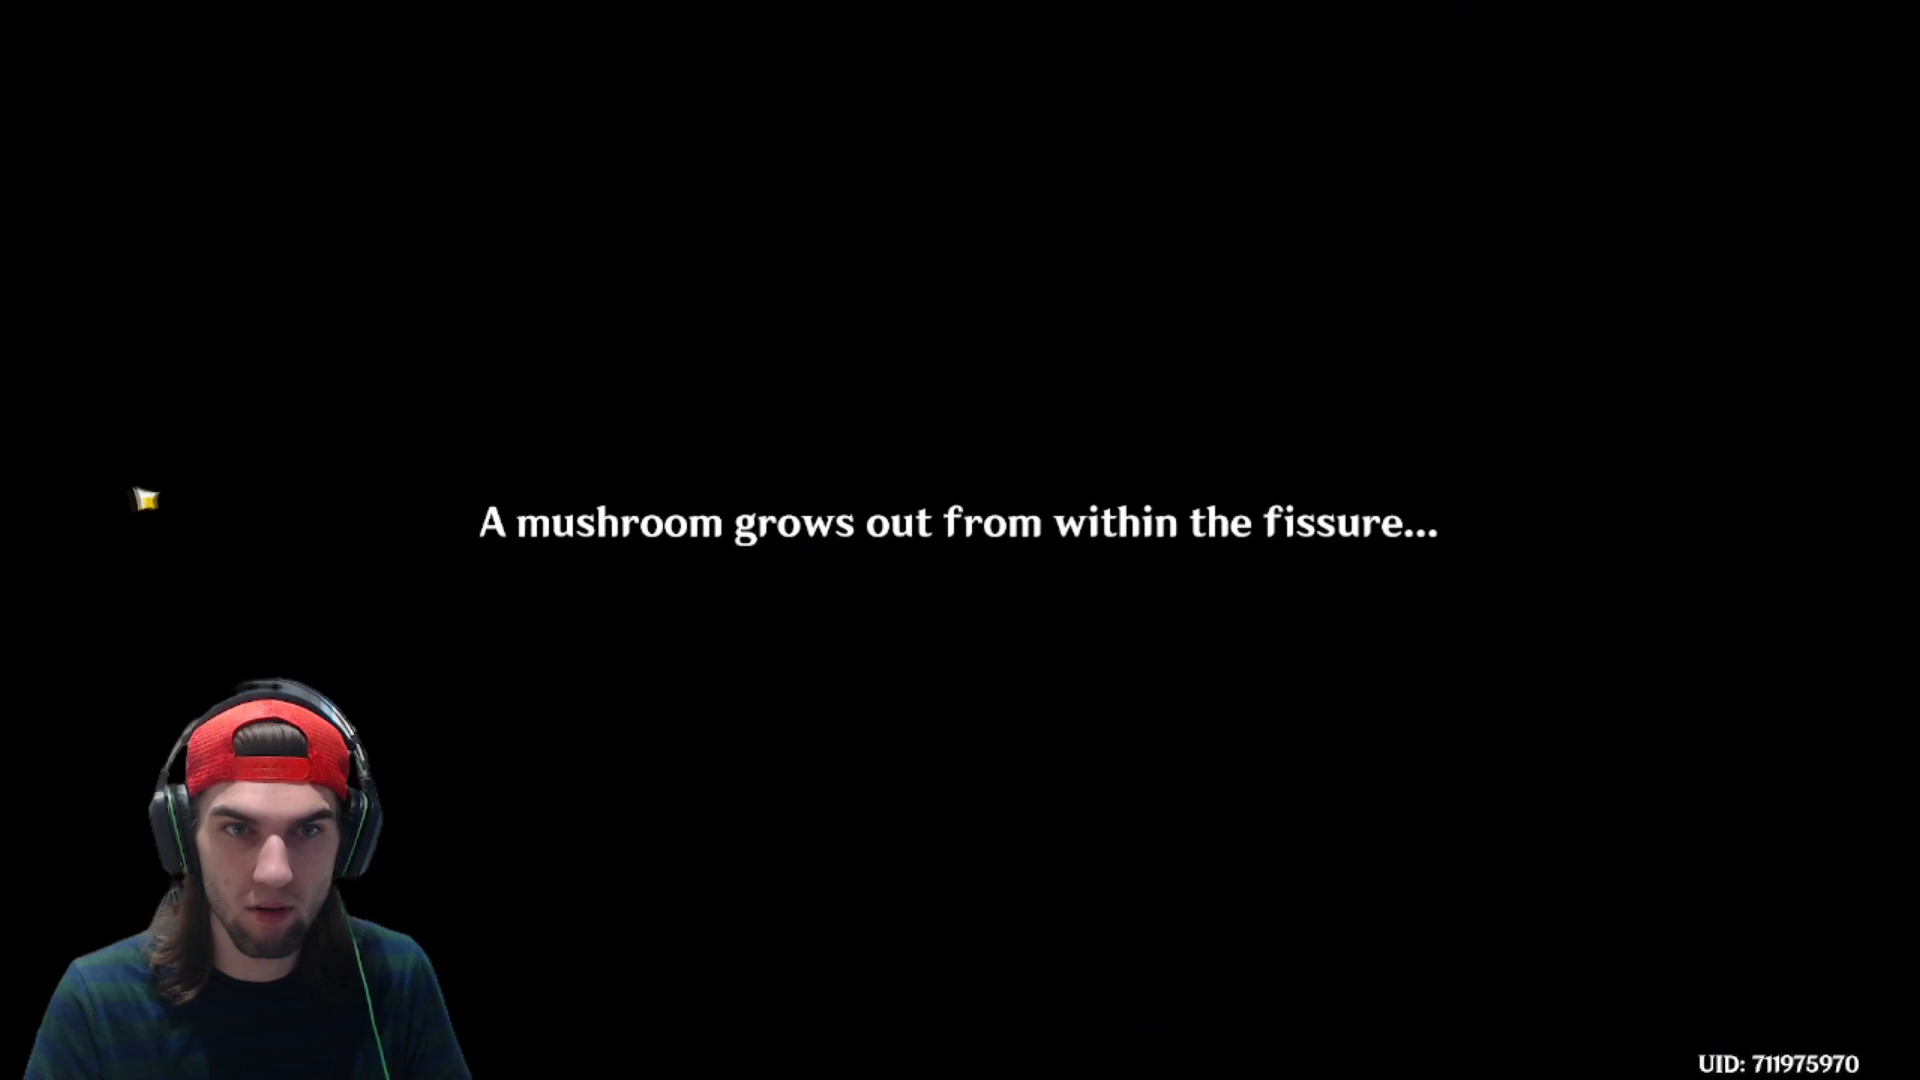 A mushroom grows out from within the fissure...
UID: 711975970